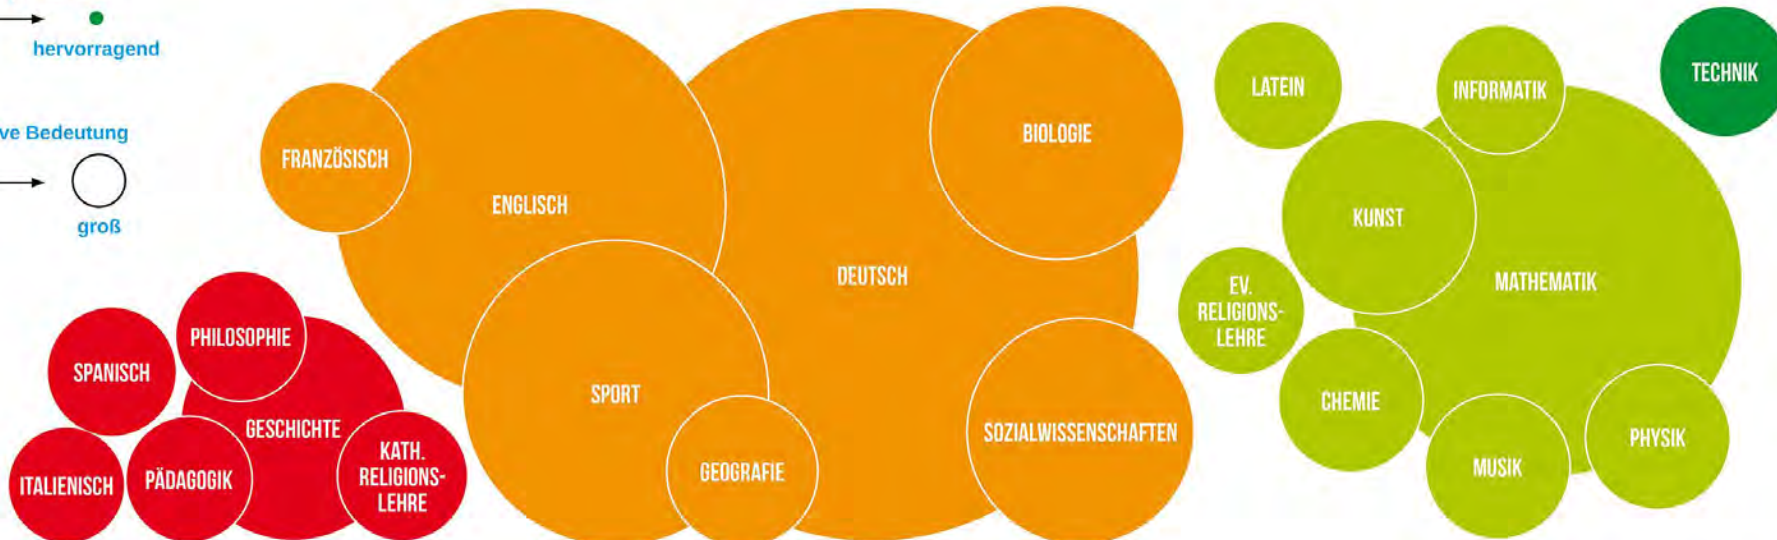 hervorragend
ve Bedeutung
groß
FRANZÖSISCH
ENGLISCH
DEUTSCH
BIOLOGIE
SPORT
GEOGRAFIE
SOZIALWISSENSCHAFTEN
PHILOSOPHIE
SPANISCH
GESCHICHTE
ITALIENISCH
PÄDAGOGIK
KATH.
RELIGIONS-
LEHRE
LATEIN
INFORMATIK
TECHNIK
KUNST
MATHEMATIK
EV.
RELIGIONS-
LEHRE
CHEMIE
MUSIK
PHYSIK